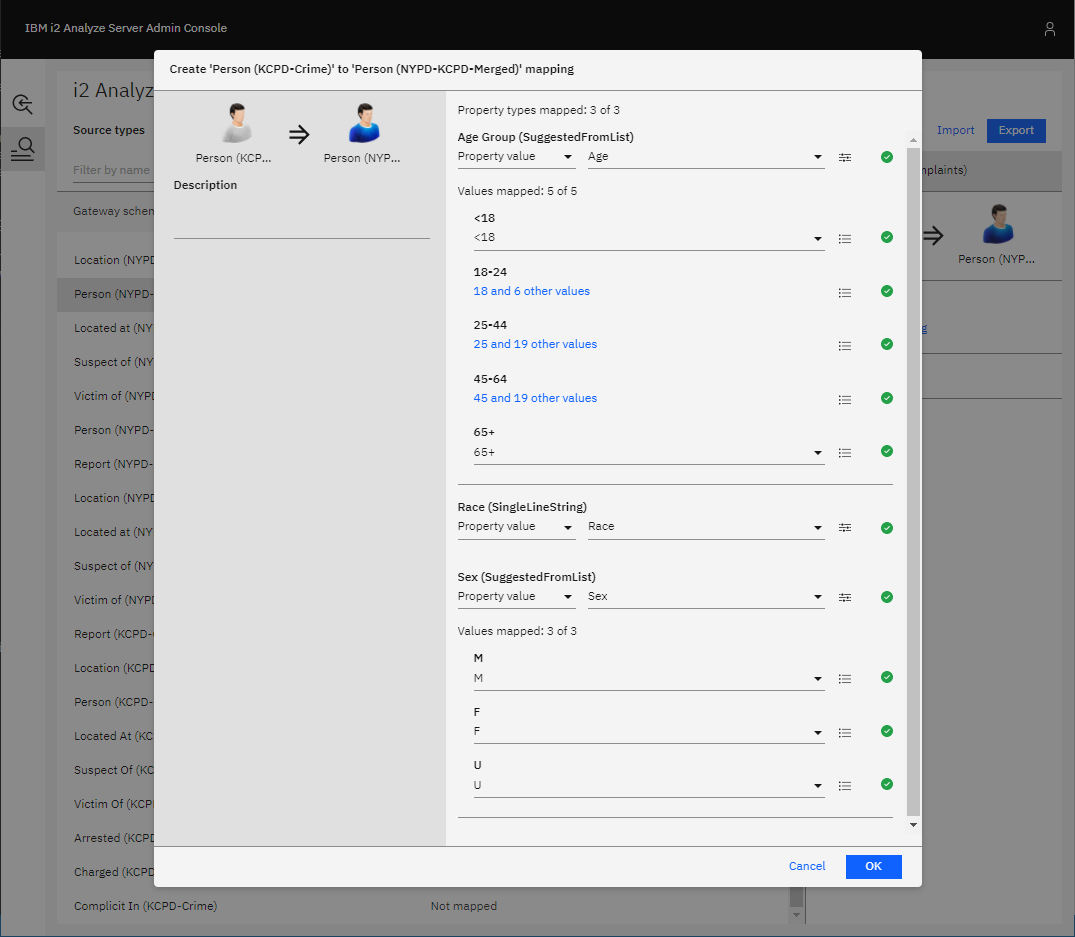 IBM i2 Analyze Server Admin Console
Create 'Person (KCPD-Crime)' to 'Person (NYPD-KCPD-Merged)' mapping
i2 Analyz
Source types
Filter by name
Gateway schem
Location (NYPD
Person (NYPD-
Located at (NY
Suspect of (NY
Victim of (NYPD
Person (NYPD-
Report (NYPD-
Location (NYPD
Located at (NY
Suspect of (NY
Victim of (NYPD
Report (KCPD-
Location (KCPD
Person (KCPD-
Located At (KC
Suspect Of (KC
Victim Of (KCP
Arrested (KCPD
Charged (KCPD
Complicit In (KCPD-Crime)
Not mapped
Person (KCP...
Person (NYP...
Description
Property types mapped: 3 of 3
Age Group (SuggestedFromList)
Property value Age
Values mapped: 5 of 5
<18
<18
18-24
18 and 6 other values
25-44
25 and 19 other values
45-64
45 and 19 other values
65+
65+
Race (SingleLineString)
Property value Race
Sex (SuggestedFromList)
Property value Sex
Values mapped: 3 of 3
M
M
F
F
U
U
Cancel OK
Import Export
nplaints)
Person (NYP...
g